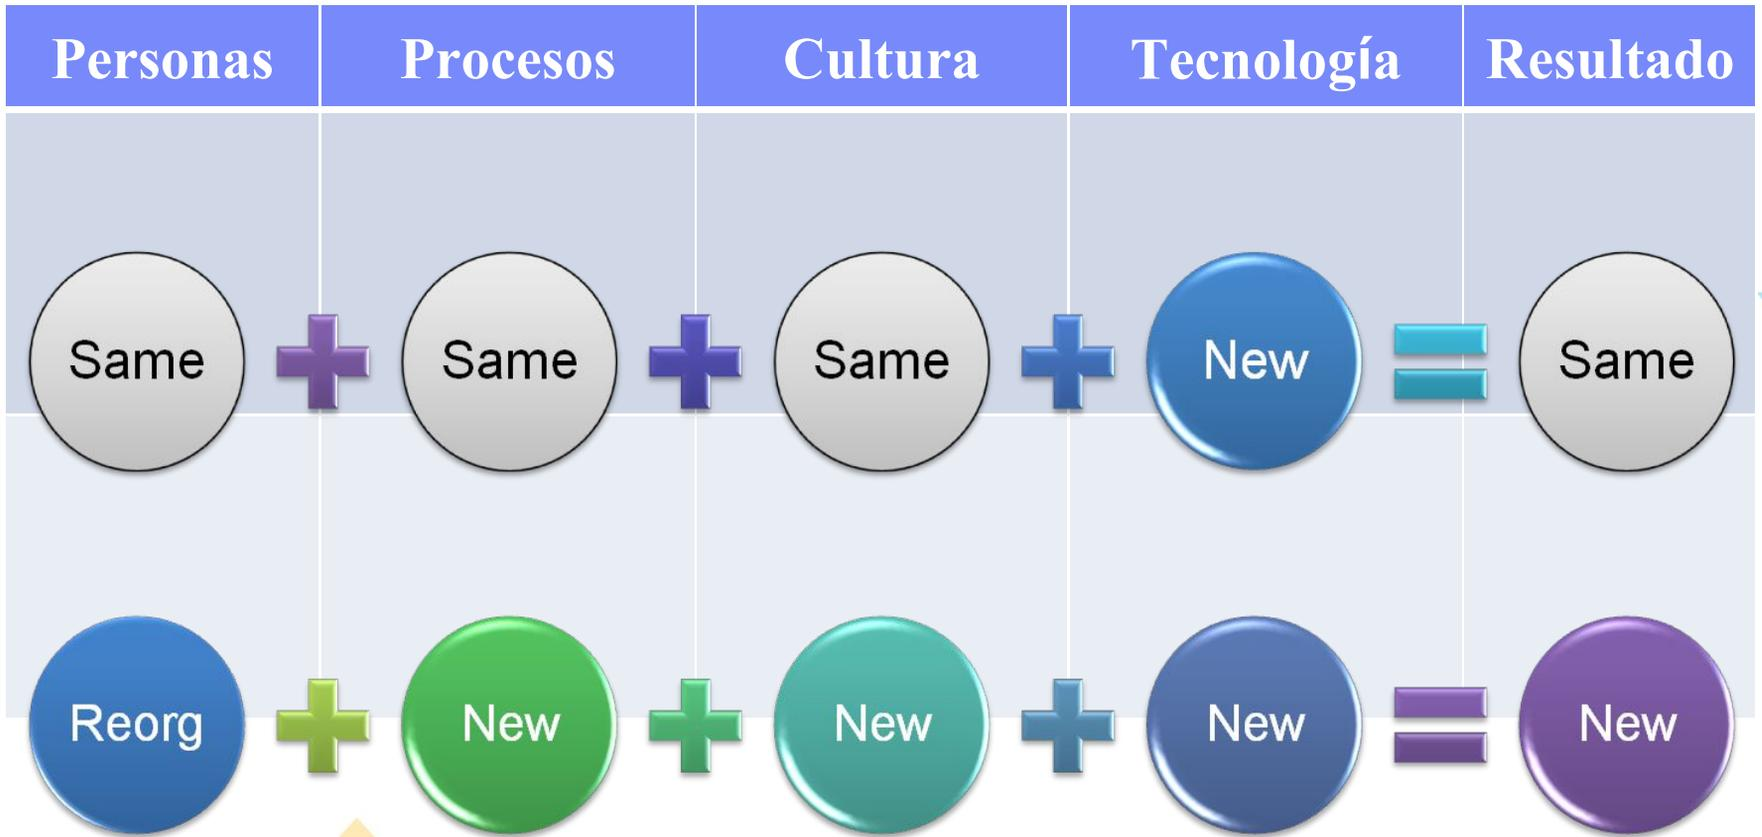 Personas Procesos Cultura Tecnología Resultado
Same + Same + Same + New = Same
Reorg + New + New + New = New